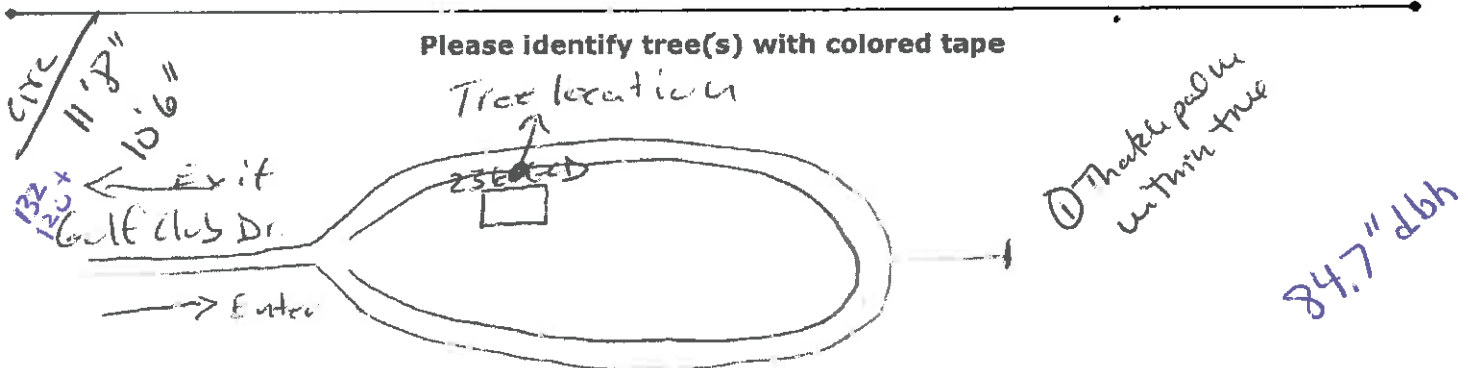 Please identify tree(s) with colored tape
Circ
11'8"
10'6"
Tree location
Exit
132
120+
Golf Club Dr.
Enter
① palm
within tree
84.7" dbh